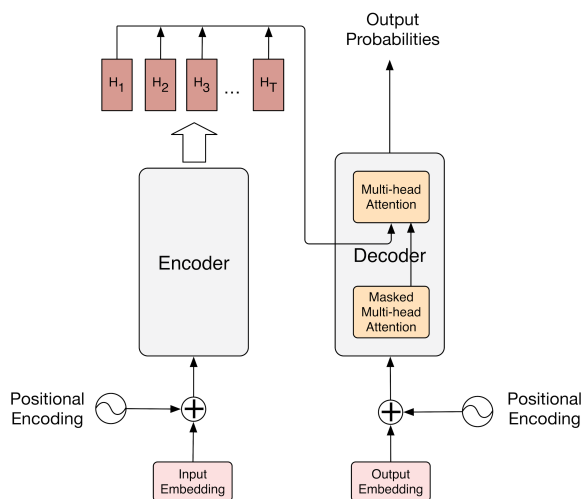 Output
Probabilities
H1
H2
H3
...
HT
Multi-head
Attention
Encoder
Decoder
Masked
Multi-head
Attention
Positional
Encoding
Positional
Encoding
Input
Embedding
Output
Embedding